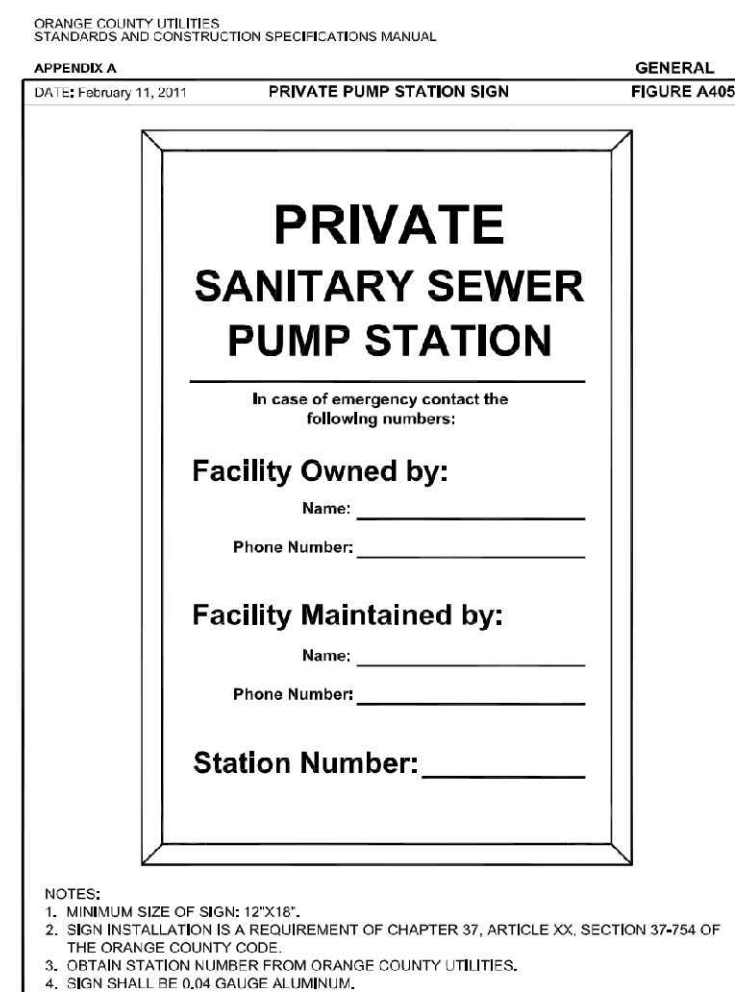 ORANGE COUNTY UTILITIES
STANDARDS AND CONSTRUCTION SPECIFICATIONS MANUAL
APPENDIX A GENERAL
DATE: February 11, 2011 PRIVATE PUMP STATION SIGN FIGURE A405
PRIVATE
SANITARY SEWER
PUMP STATION
In case of emergency contact the
following numbers:
Facility Owned by:
Name:
Phone Number:
Facility Maintained by:
Name:
Phone Number:
Station Number:
NOTES:
1. MINIMUM SIZE OF SIGN: 12"X18".
2. SIGN INSTALLATION IS A REQUIREMENT OF CHAPTER 37, ARTICLE XX, SECTION 37-754 OF
THE ORANGE COUNTY CODE.
3. OBTAIN STATION NUMBER FROM ORANGE COUNTY UTILITIES.
4. SIGN SHALL BE 0.04 GAUGE ALUMINUM.